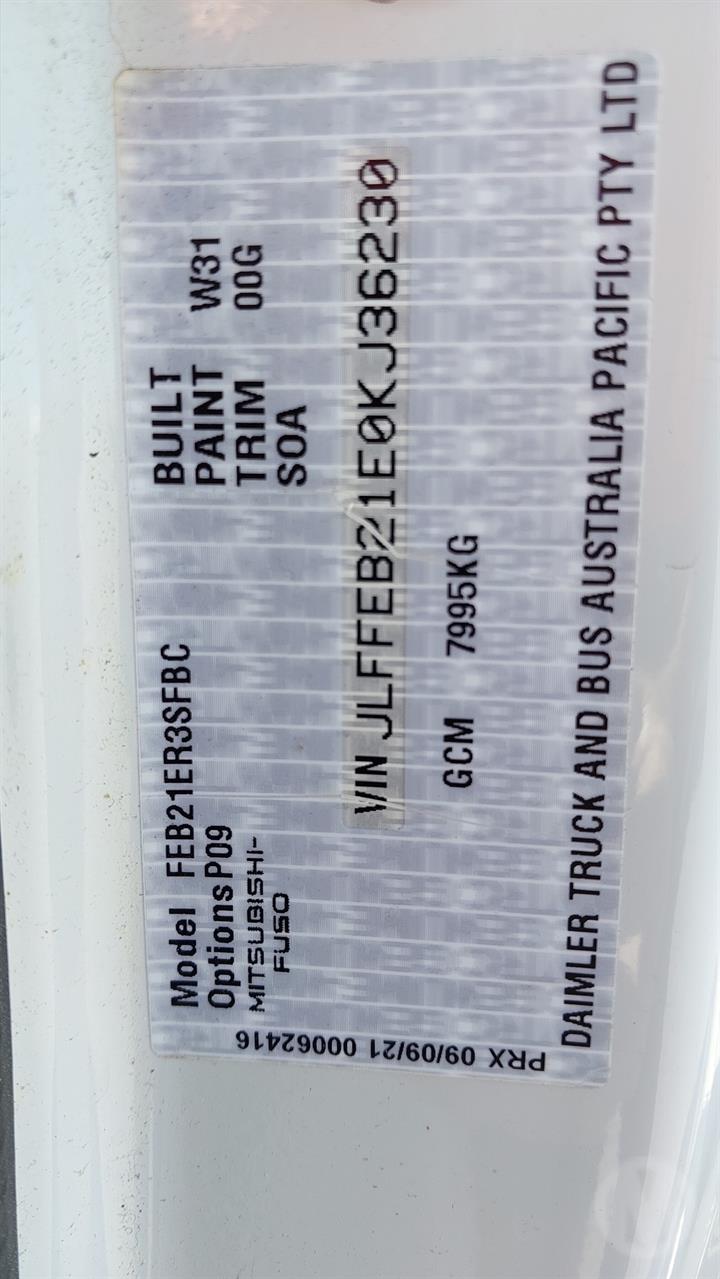 Model FEB21ER3SFBC
Options P09
MITSUBISHI-
FUSO
BUILT
PAINT W31
TRIM 00G
SOA
VIN JLFFEB21E0KJ36230
GCM 7995KG
DAIMLER TRUCK AND BUS AUSTRALIA PACIFIC PTY LTD
PRX 09/09/21 00062416